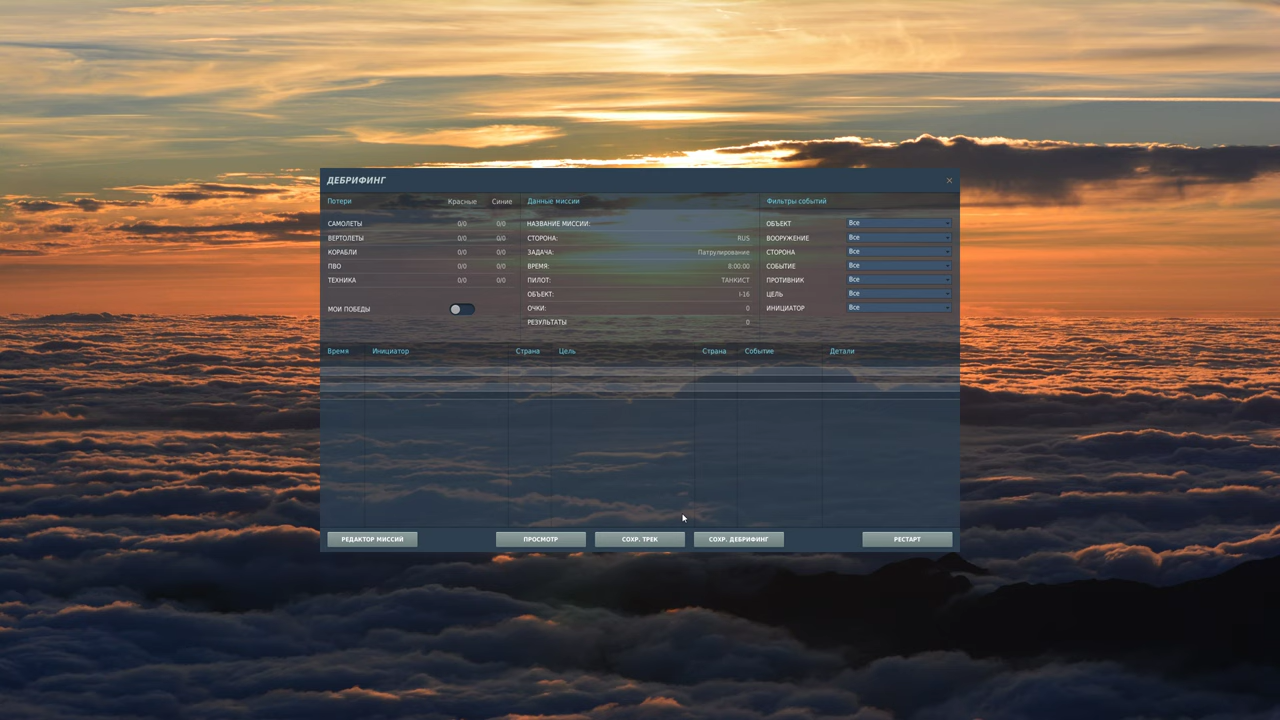 ДЕБРИФИНГ ×
Потери Красные Синие Данные миссии Фильтры событий
САМОЛЕТЫ 0/0 0/0 НАЗВАНИЕ МИССИИ: ОБЪЕКТ Все
ВЕРТОЛЕТЫ 0/0 0/0 СТОРОНА: RUS ВООРУЖЕНИЕ Все
КОРАБЛИ 0/0 0/0 ЗАДАЧА: Патрулирование СТОРОНА Все
ПВО 0/0 0/0 ВРЕМЯ: 8:00:00 СОБЫТИЕ Все
ТЕХНИКА 0/0 0/0 ПИЛОТ: ТАНКИСТ ПРОТИВНИК Все
ОБЪЕКТ: I-16 ЦЕЛЬ Все
МОИ ПОБЕДЫ ОЧКИ: 0 ИНИЦИАТОР Все
РЕЗУЛЬТАТЫ 0
Время Инициатор Страна Цель Страна Событие Детали
РЕДАКТОР МИССИЙ ПРОСМОТР СОХР. ТРЕК СОХР. ДЕБРИФИНГ РЕСТАРТ